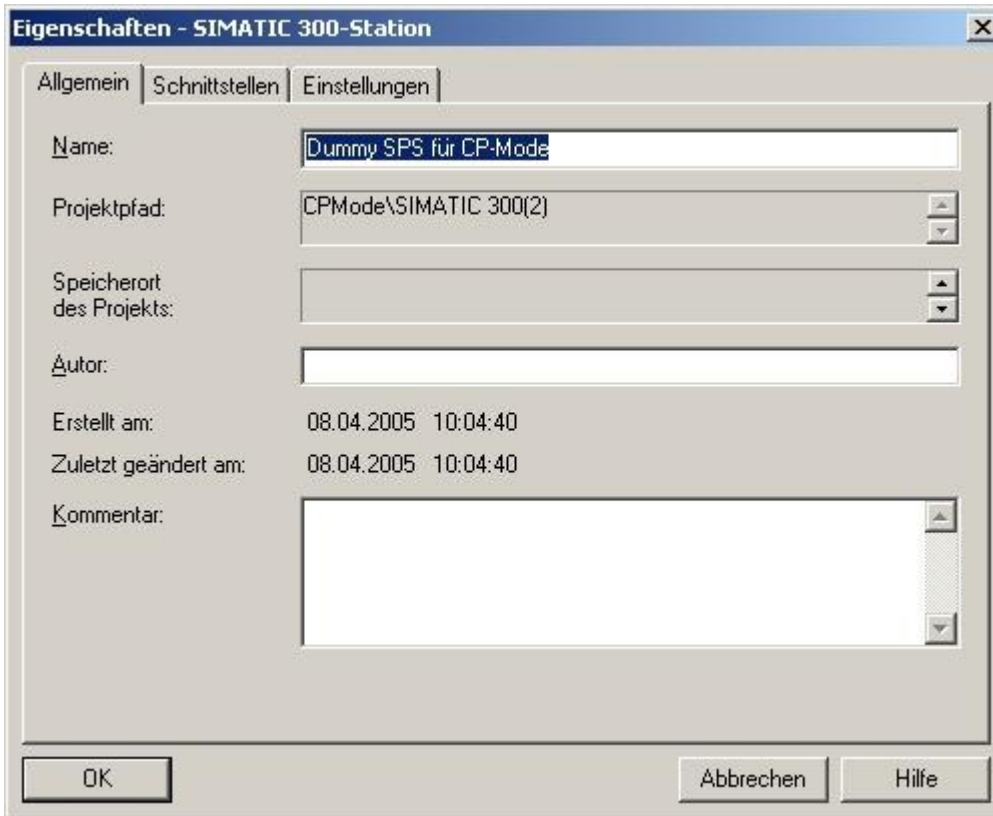 Eigenschaften - SIMATIC 300-Station
Allgemein Schnittstellen Einstellungen
Name: Dummy SPS für CP-Mode
Projektpfad: CPMode\SIMATIC 300(2)
Speicherort
des Projekts:
Autor:
Erstellt am: 08.04.2005 10:04:40
Zuletzt geändert am: 08.04.2005 10:04:40
Kommentar:
OK Abbrechen Hilfe